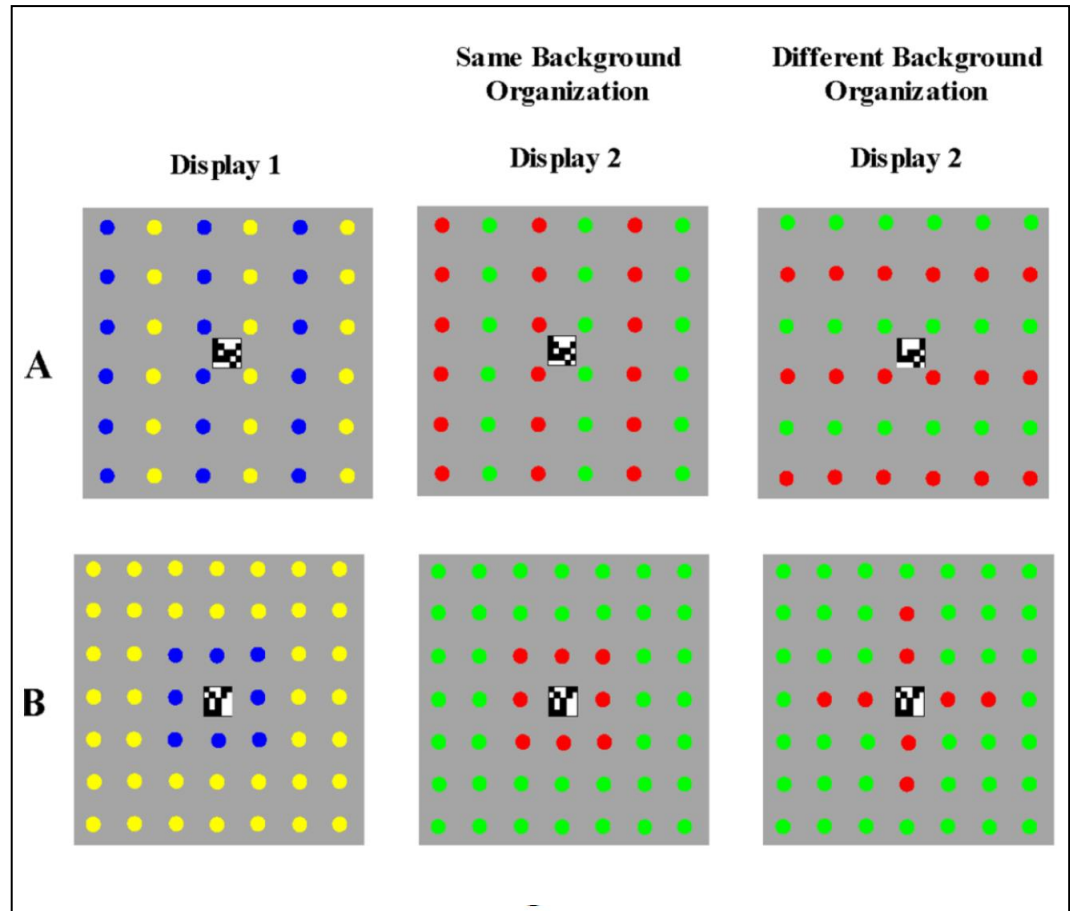 Same Background
Organization
Different Background
Organization
Display 1
Display 2
Display 2
A
B